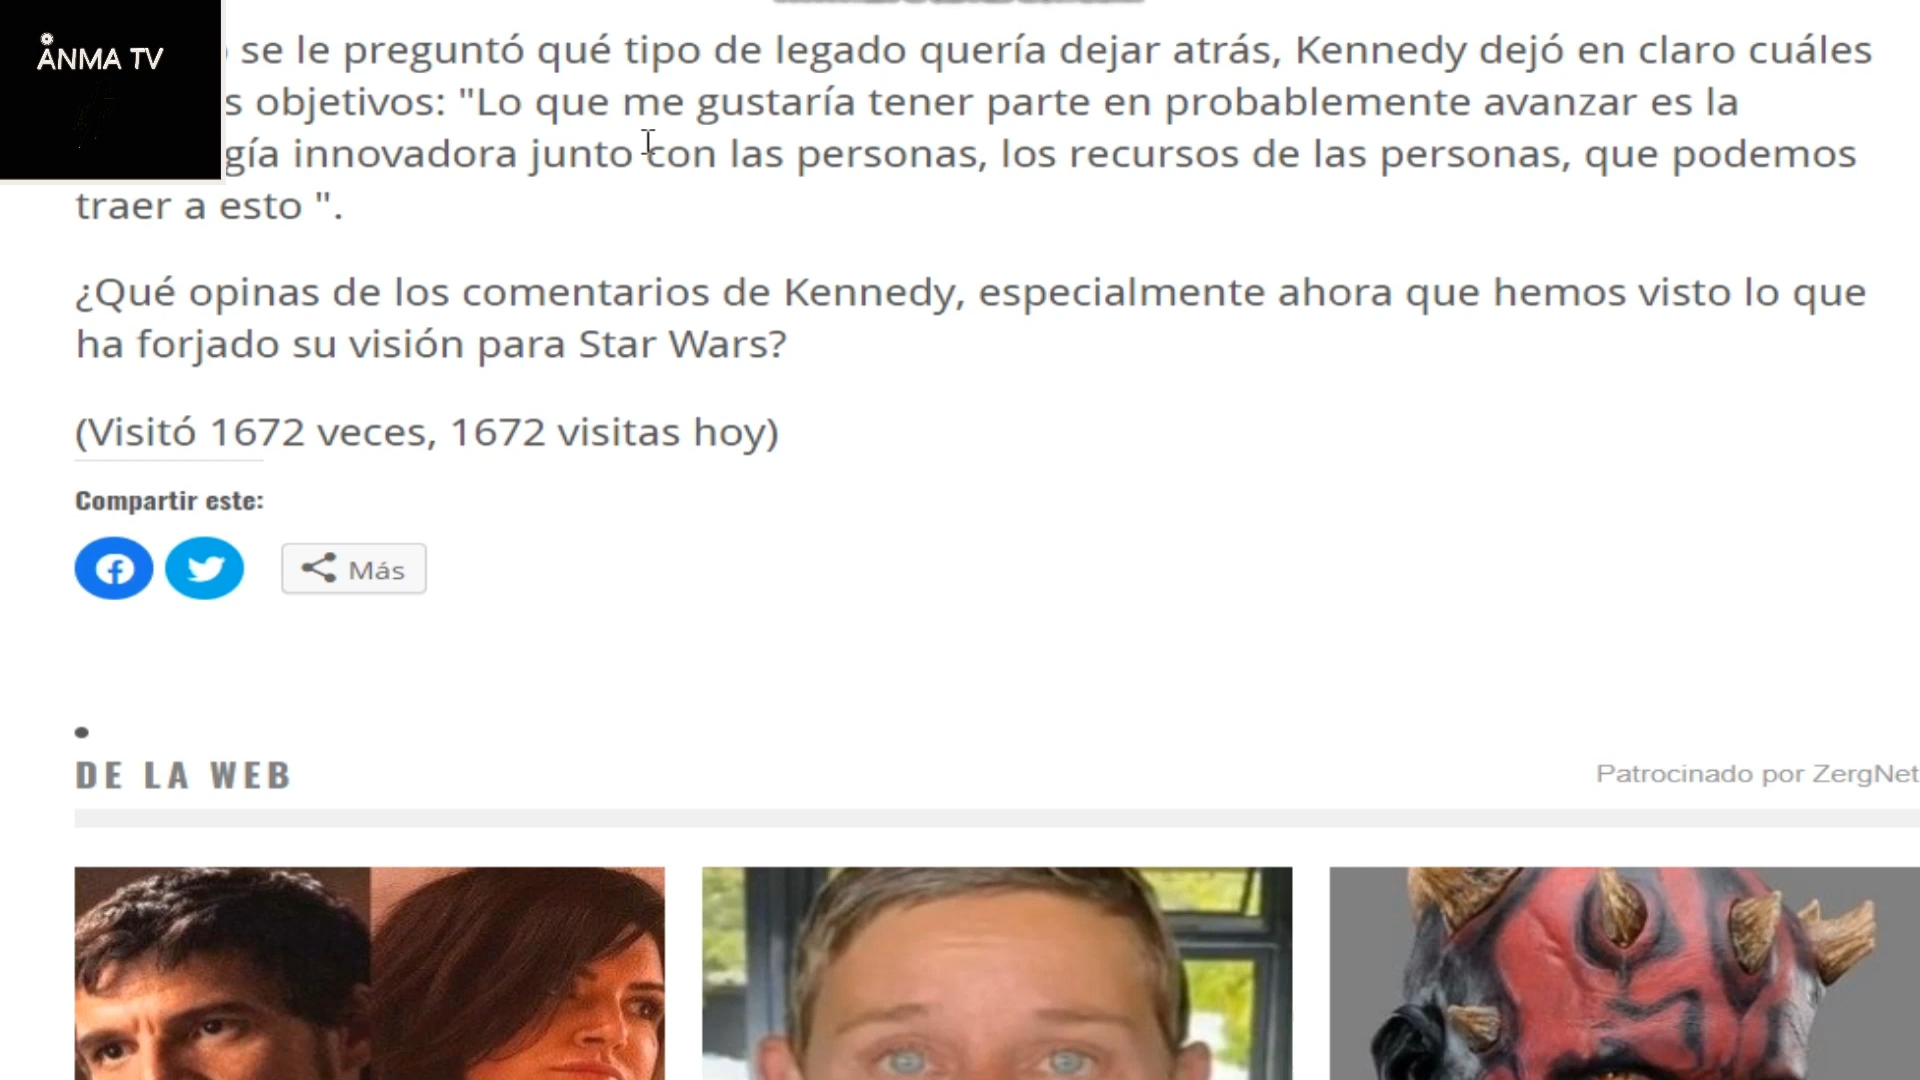 ANMA TV
se le preguntó qué tipo de legado quería dejar atrás, Kennedy dejó en claro cuáles
s objetivos: "Lo que me gustaría tener parte en probablemente avanzar es la
gía innovadora junto con las personas, los recursos de las personas, que podemos
traer a esto ".
¿Qué opinas de los comentarios de Kennedy, especialmente ahora que hemos visto lo que
ha forjado su visión para Star Wars?
(Visitó 1672 veces, 1672 visitas hoy)
Compartir este:
Más
DE LA WEB
Patrocinado por ZergNet